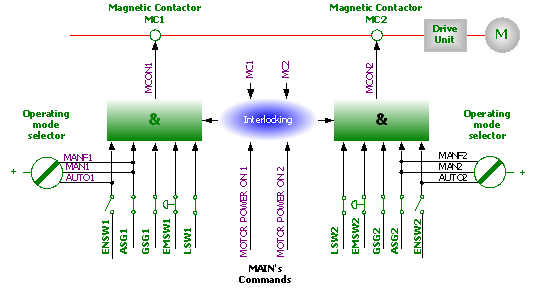 Magnetic Contactor
MC1
Magnetic Contactor
MC2
Drive
Unit
M
MCON1
MC1
MC2
MCON2
Operating
mode
selector
&
Interlocking
&
Operating
mode
selector
+
MANF1
MAN1
AUTO1
MANF2
MAN2
AUTO2
+
ENSW1
ASG1
GSG1
EMSW1
LSW1
MOTOR POWER ON 1
MOTOR POWER ON 2
LSW2
EMSW2
GSG2
ASG2
ENSW2
MAIN's
Commands